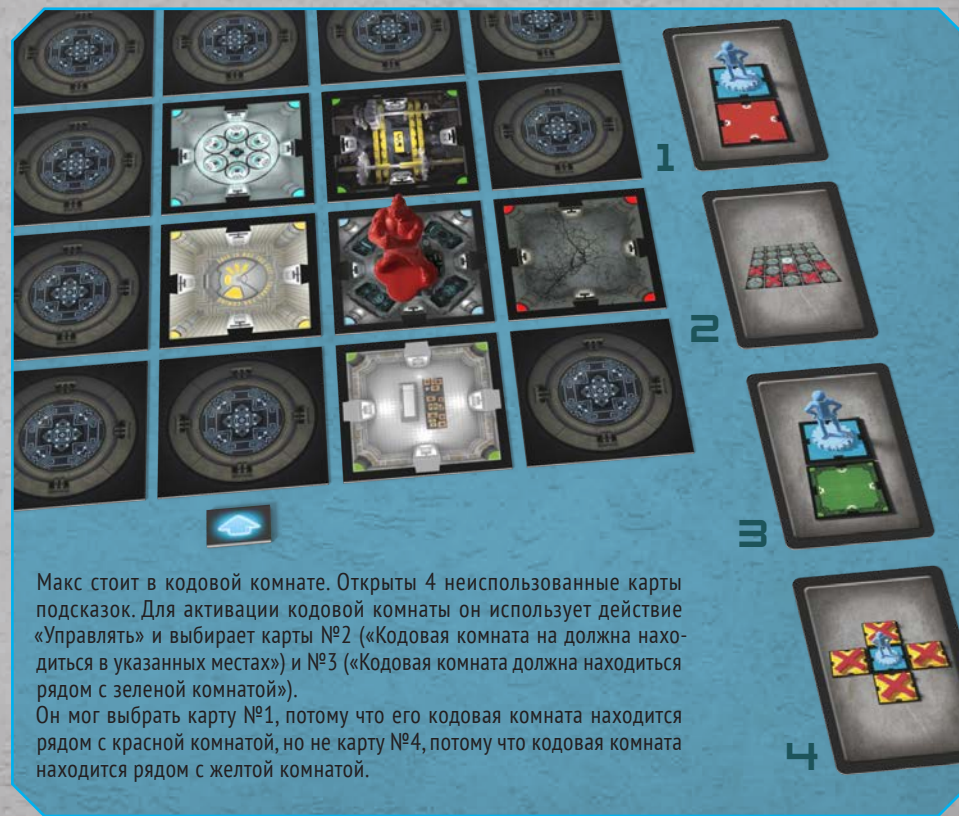 1
2
3
4
Макс стоит в кодовой комнате. Открыты 4 неиспользованные карты
подсказок. Для активации кодовой комнаты он использует действие
«Управлять» и выбирает карты №2 («Кодовая комната на должна нахо-
диться в указанных местах») и №3 («Кодовая комната должна находиться
рядом с зеленой комнатой»).
Он мог выбрать карту №1, потому что его кодовая комната находится
рядом с красной комнатой, но не карту №4, потому что кодовая комната
находится рядом с желтой комнатой.